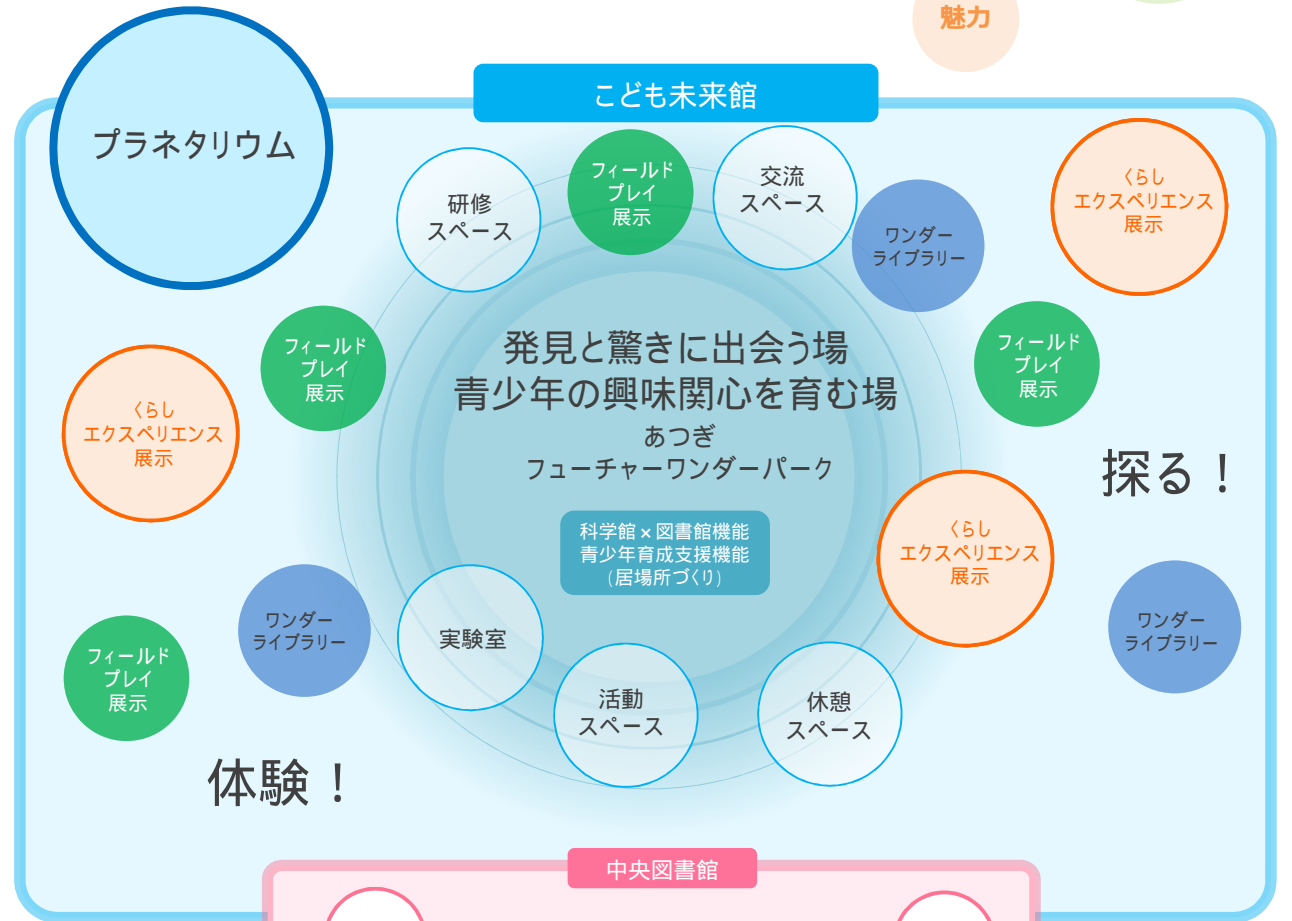 魅力
こども未来館
プラネタリウム
研修
スペース
フィールド
プレイ
展示
交流
スペース
ワンダー
ライブラリー
くらし
エクスペリエンス
展示
フィールド
プレイ
展示
くらし
エクスペリエンス
展示
発見と驚きに出会う場
青少年の興味関心を育む場
あつぎ
フューチャーワンダーパーク
科学館×図書館機能
青少年育成支援機能
(居場所づくり)
フィールド
プレイ
展示
探る！
くらし
エクスペリエンス
展示
ワンダー
ライブラリー
ワンダー
ライブラリー
実験室
フィールド
プレイ
展示
活動
スペース
休憩
スペース
体験！
中央図書館